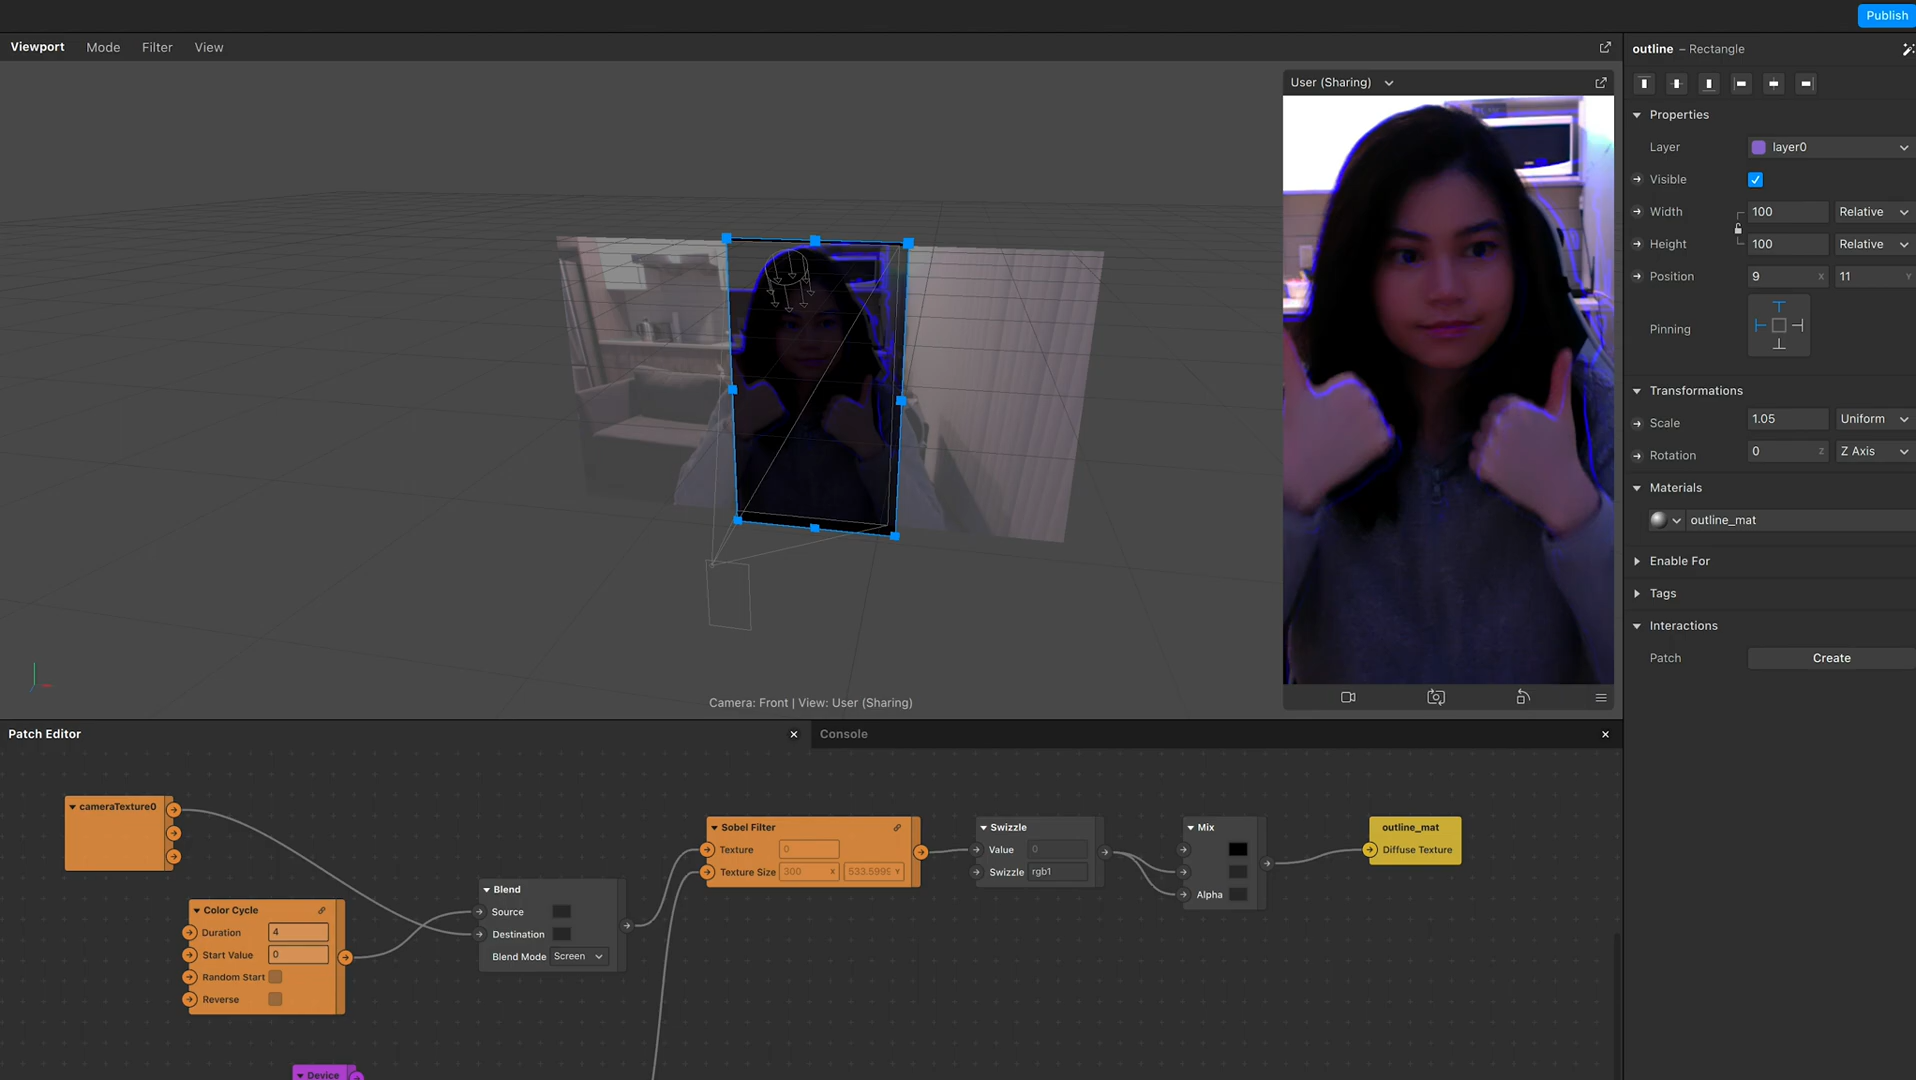 Publish
Viewport Mode Filter View
outline – Rectangle
User (Sharing)
Properties
Layer layer0
Visible
Width 100 Relative
Height 100 Relative
Position 9 X 11 Y
Pinning
Transformations
Scale 1.05 Uniform
Rotation 0 Z Z Axis
Materials
outline_mat
Enable For
Tags
Interactions
Patch Create
Camera: Front | View: User (Sharing)
Patch Editor
Console
cameraTexture0
Color Cycle
Duration 4
Start Value 0
Random Start
Reverse
Device
Blend
Source
Destination
Blend Mode Screen
Sobel Filter
Texture 0
Texture Size 300 X 533.5999 Y
Swizzle
Value 0
Swizzle rgb1
Mix
Alpha
outline_mat
Diffuse Texture